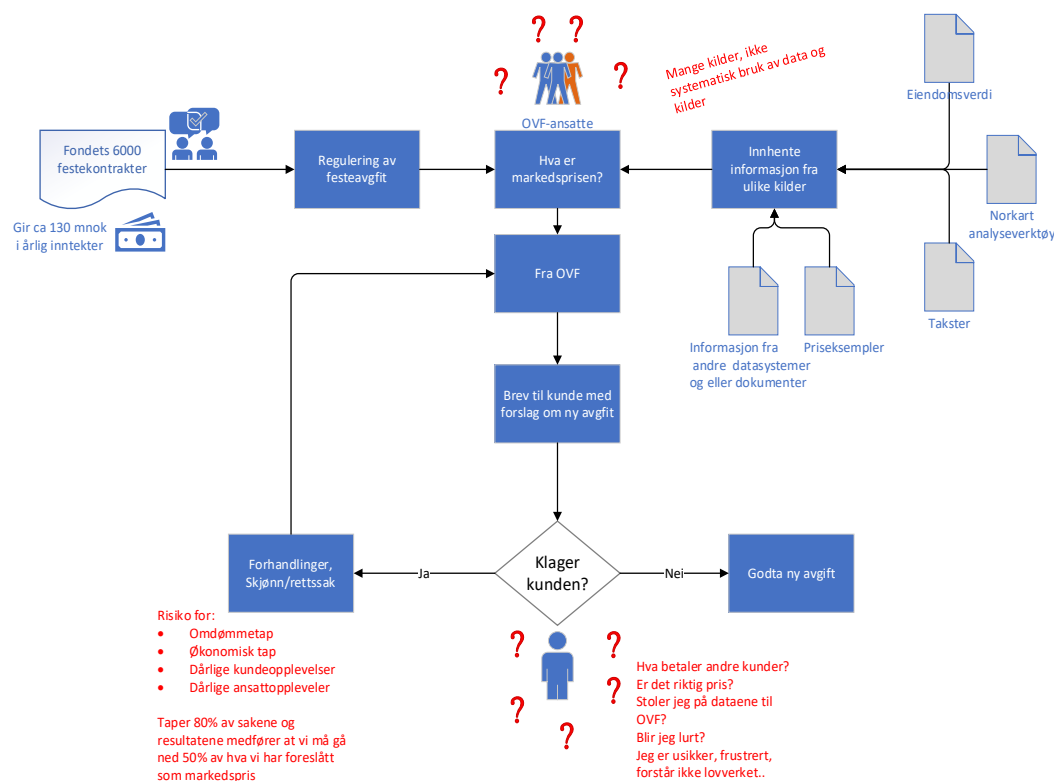 Mange kilder, ikke
systematisk bruk av data og
kilder
Eiendomsverdi
OVF-ansatte
Fondets 6000
festekontrakter
Regulering av
festeavgfit
Hva er
markedsprisen?
Innhente
informasjon fra
ulike kilder
Norkart
analyseverktøy
Gir ca 130 mnok
i årlig inntekter
Fra OVF
Takster
Informasjon fra
andre datasystemer
og eller dokumenter
Priseksempler
Brev til kunde med
forslag om ny avgfit
Forhandlinger,
Skjønn/rettssak
Ja
Klager
kunden?
Nei
Godta ny avgift
Risiko for:
• Omdømmetap
• Økonomisk tap
• Dårlige kundeopplevelser
• Dårlige ansattoppleveler
Taper 80% av sakene og
resultatene medfører at vi må gå
ned 50% av hva vi har foreslått
som markedspris
Hva betaler andre kunder?
Er det riktig pris?
Stoler jeg på dataene til
OVF?
Blir jeg lurt?
Jeg er usikker, frustrert,
forstår ikke lovverket..